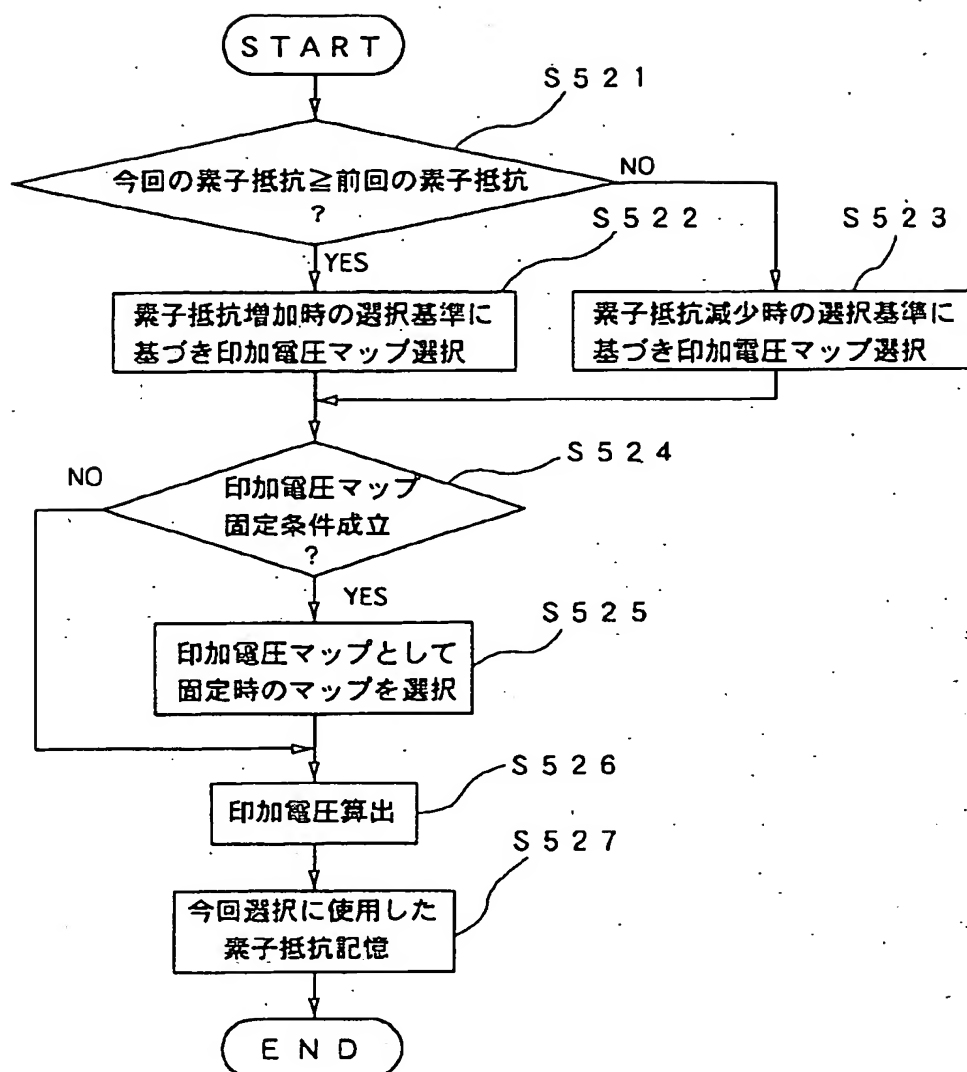 START
S521
今回の素子抵抗≧前回の素子抵抗
?
NO
YES
S522
素子抵抗増加時の選択基準に
基づき印加電圧マップ選択
S523
素子抵抗減少時の選択基準に
基づき印加電圧マップ選択
S524
NO
印加電圧マップ
固定条件成立
?
YES
S525
印加電圧マップとして
固定時のマップを選択
S526
印加電圧算出
S527
今回選択に使用した
素子抵抗記憶
END